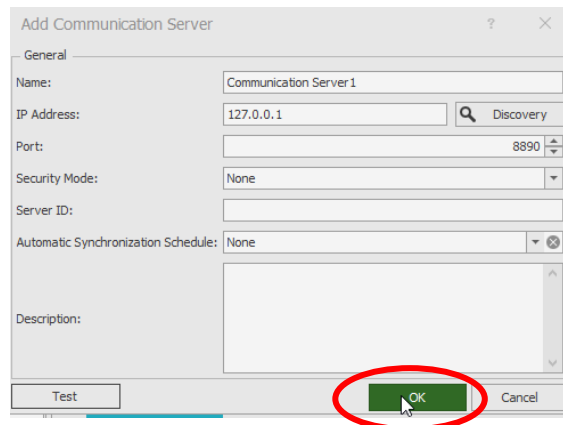 Add Communication Server ?
General
Name: Communication Server1
IP Address: 127.0.0.1 Discovery
Port: 8890
Security Mode: None
Server ID:
Automatic Synchronization Schedule: None
Description:
Test OK Cancel